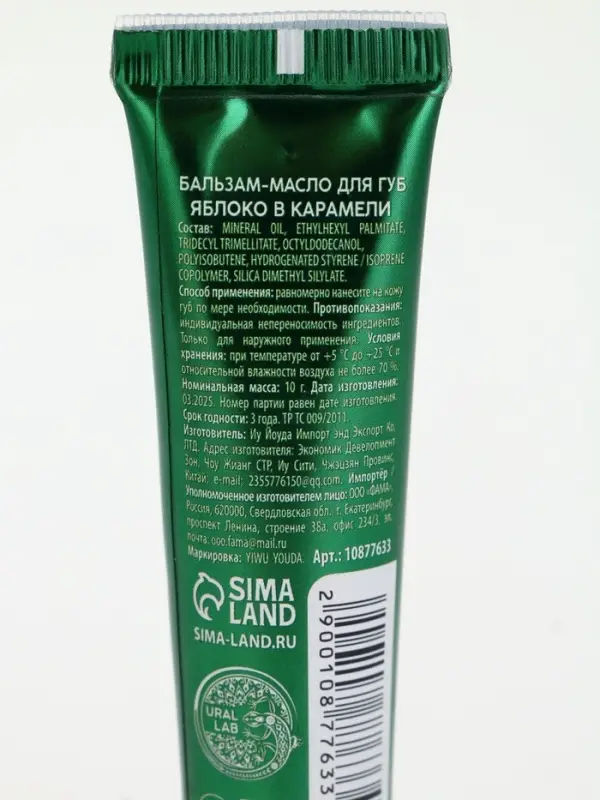 БАЛЬЗАМ-МАСЛО ДЛЯ ГУБ
ЯБЛОКО В КАРАМЕЛИ
Состав: MINERAL OIL, ETHYLHEXYL PALMITATE,
TRIDECYL TRIMELLITATE, OCTYLDODECANOL,
POLYISOBUTENE, HYDROGENATED STYRENE / ISOPRENE
COPOLYMER, SILICA DIMETHYL SILYLATE.
Способ применения: равномерно нанесите на кожу
губ по мере необходимости. Противопоказания:
индивидуальная непереносимость ингредиентов.
Только для наружного применения. Условия
хранения: при температуре от +5 °C до +25 °C и
относительной влажности воздуха не более 70 %.
Номинальная масса: 10 г. Дата изготовления:
03.2025. Номер партии равен дате изготовления.
Срок годности: 3 года. ТР ТС 009/2011.
Изготовитель: Иу Йоуда Импорт энд Экспорт Ко,
ЛТД. Адрес изготовителя: Экономик Девелопмент
Зон, Чоу Жианг СТР, Иу Сити, Чжэцзян Провинс,
Китай, e-mail: 2355776150@qq.com. Импортёр /
Уполномоченное изготовителем лицо: ООО «ФАМА»,
Россия, 620000, Свердловская обл., г. Екатеринбург,
проспект Ленина, строение 38а, офис 234/3. эл.
почта: ooo.fama@mail.ru
Маркировка: YIWU YOUDA. Арт.: 10877633
SIMA
LAND
SIMA-LAND.RU
URAL
LAB
2 900108 77633